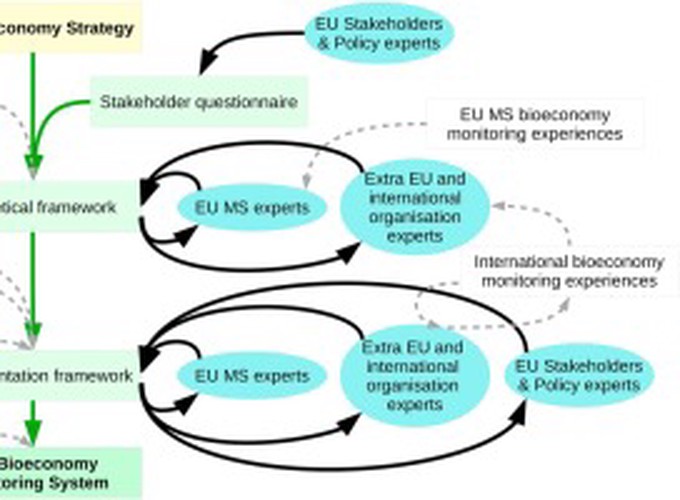 EU Stakeholders
& Policy experts
conomy Strategy
Stakeholder questionnaire
EU MS bioeconomy
monitoring experiences
etical framework
EU MS experts
Extra EU and
international
organisation
experts
International bioeconomy
monitoring experiences
ntation framework
EU MS experts
Extra EU and
international
organisation
experts
EU Stakeholders
& Policy experts
Bioeconomy
toring System